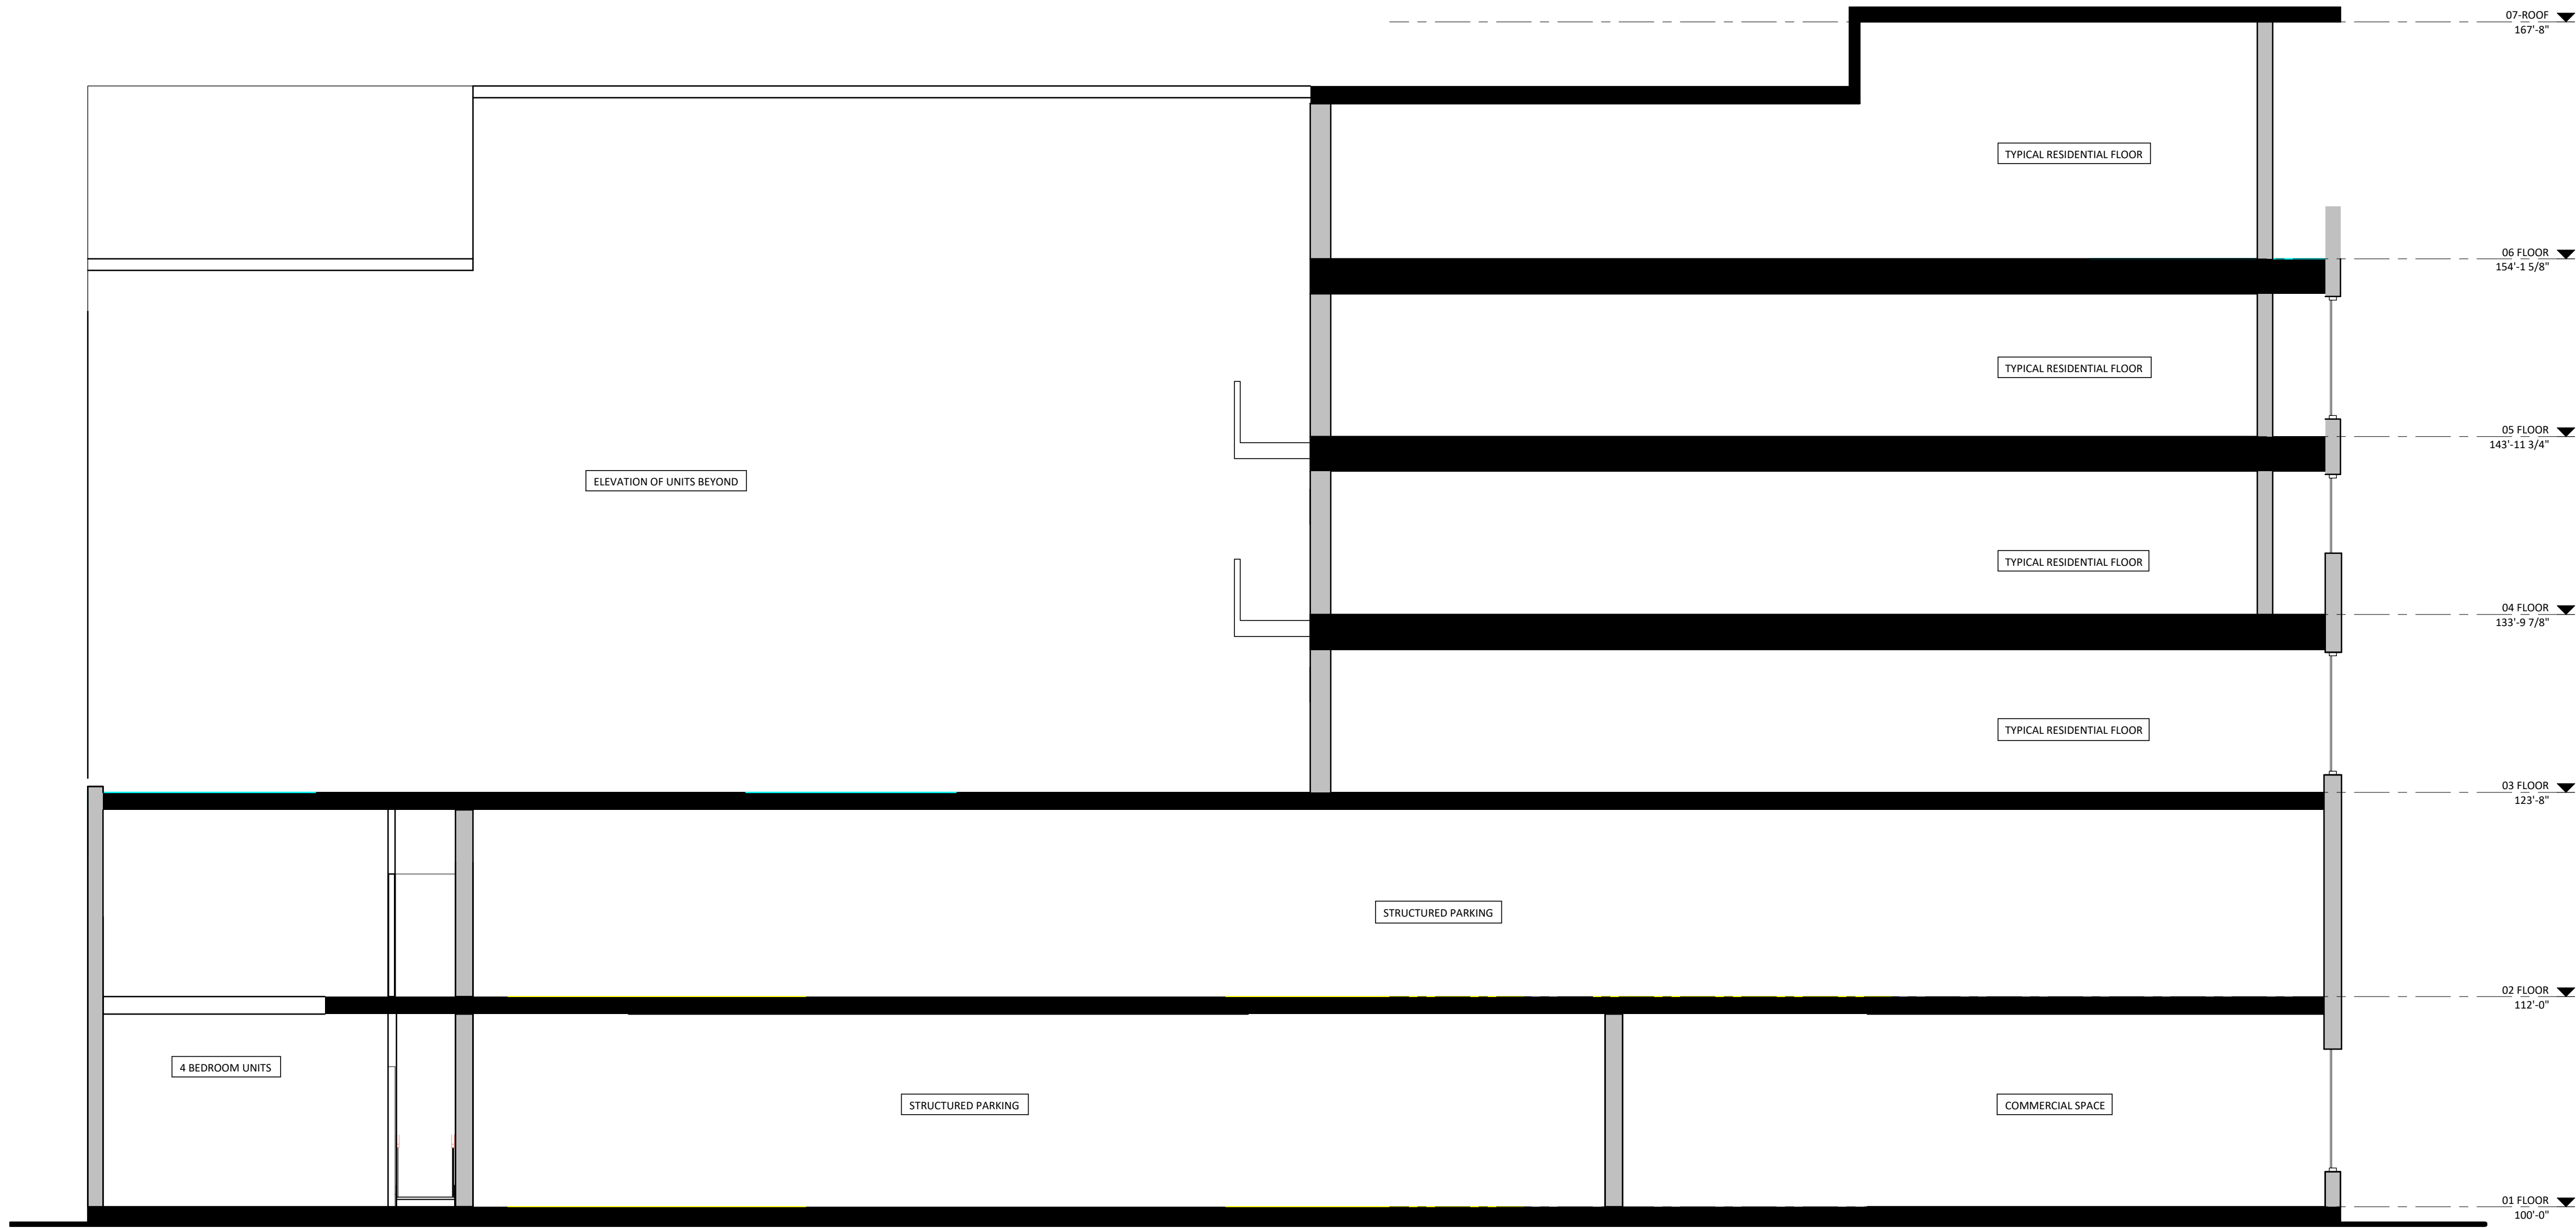 07-ROOF
167'-8"
TYPICAL RESIDENTIAL FLOOR
06 FLOOR
154'-1 5/8"
TYPICAL RESIDENTIAL FLOOR
05 FLOOR
143'-11 3/4"
ELEVATION OF UNITS BEYOND
TYPICAL RESIDENTIAL FLOOR
04 FLOOR
133'-9 7/8"
TYPICAL RESIDENTIAL FLOOR
03 FLOOR
123'-8"
STRUCTURED PARKING
02 FLOOR
112'-0"
4 BEDROOM UNITS
STRUCTURED PARKING
COMMERCIAL SPACE
01 FLOOR
100'-0"